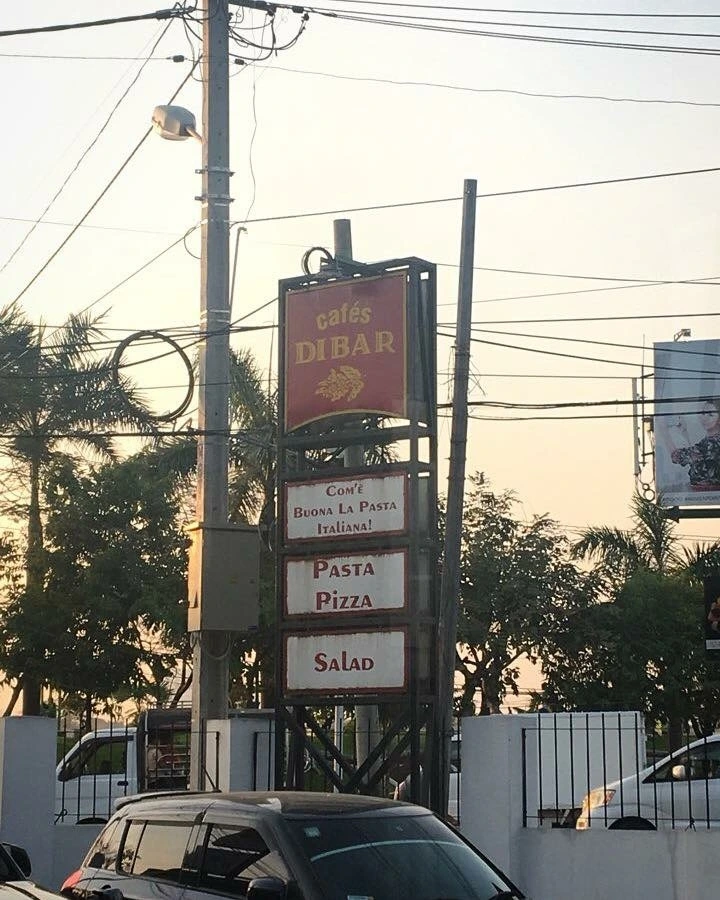 cafés
DIBAR
Com'è
Buona La Pasta
Italiana!
Pasta
Pizza
Salad